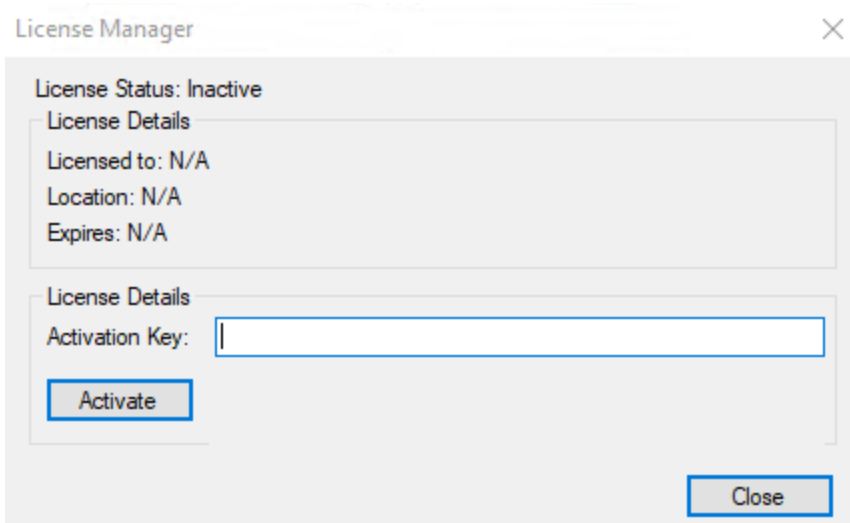 License Manager
License Status: Inactive
License Details
Licensed to: N/A
Location: N/A
Expires: N/A
License Details
Activation Key:
Activate
Close